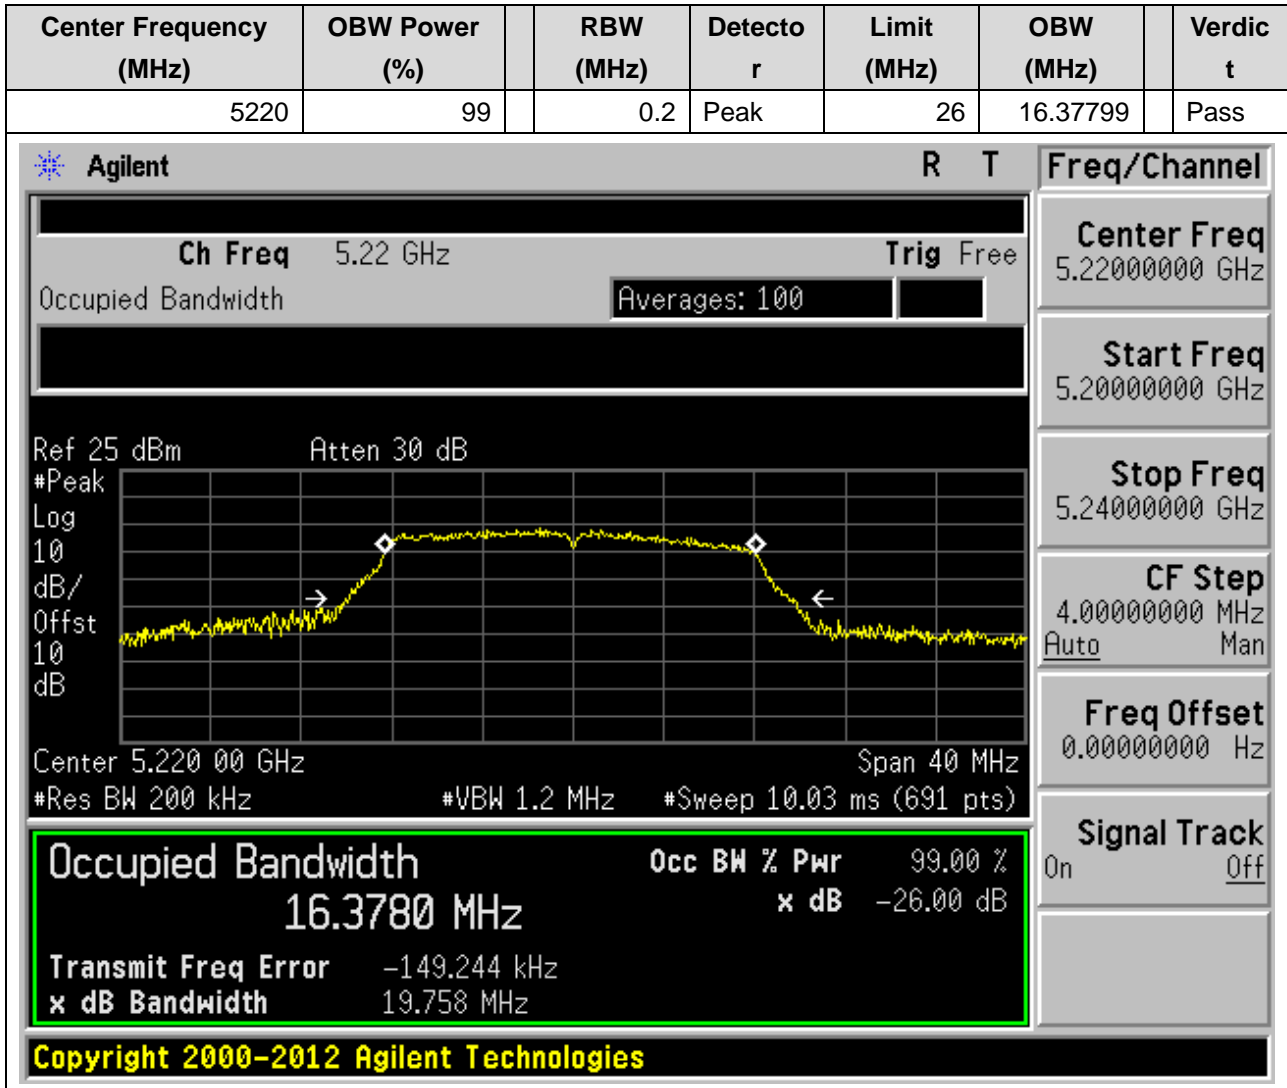 Center Frequency OBW Power RBW Detecto Limit OBW Verdic
(MHz) (%) (MHz) r (MHz) (MHz) t
5220 99 0.2 Peak 26 16.37799 Pass
Agilent R T Freq/Channel
Ch Freq 5.22 GHz Trig Free
Occupied Bandwidth Averages: 100
Center Freq
5.22000000 GHz
Start Freq
5.20000000 GHz
Stop Freq
5.24000000 GHz
CF Step
4.00000000 MHz
Auto Man
Freq Offset
0.00000000 Hz
Signal Track
On Off
Ref 25 dBm Atten 30 dB
#Peak
Log
10
dB/
Offst
10
dB
Center 5.220 00 GHz Span 40 MHz
#Res BW 200 kHz #VBW 1.2 MHz #Sweep 10.03 ms (691 pts)
Occupied Bandwidth Occ BW % Pwr 99.00 %
16.3780 MHz x dB -26.00 dB
Transmit Freq Error -149.244 kHz
x dB Bandwidth 19.758 MHz
Copyright 2000-2012 Agilent Technologies